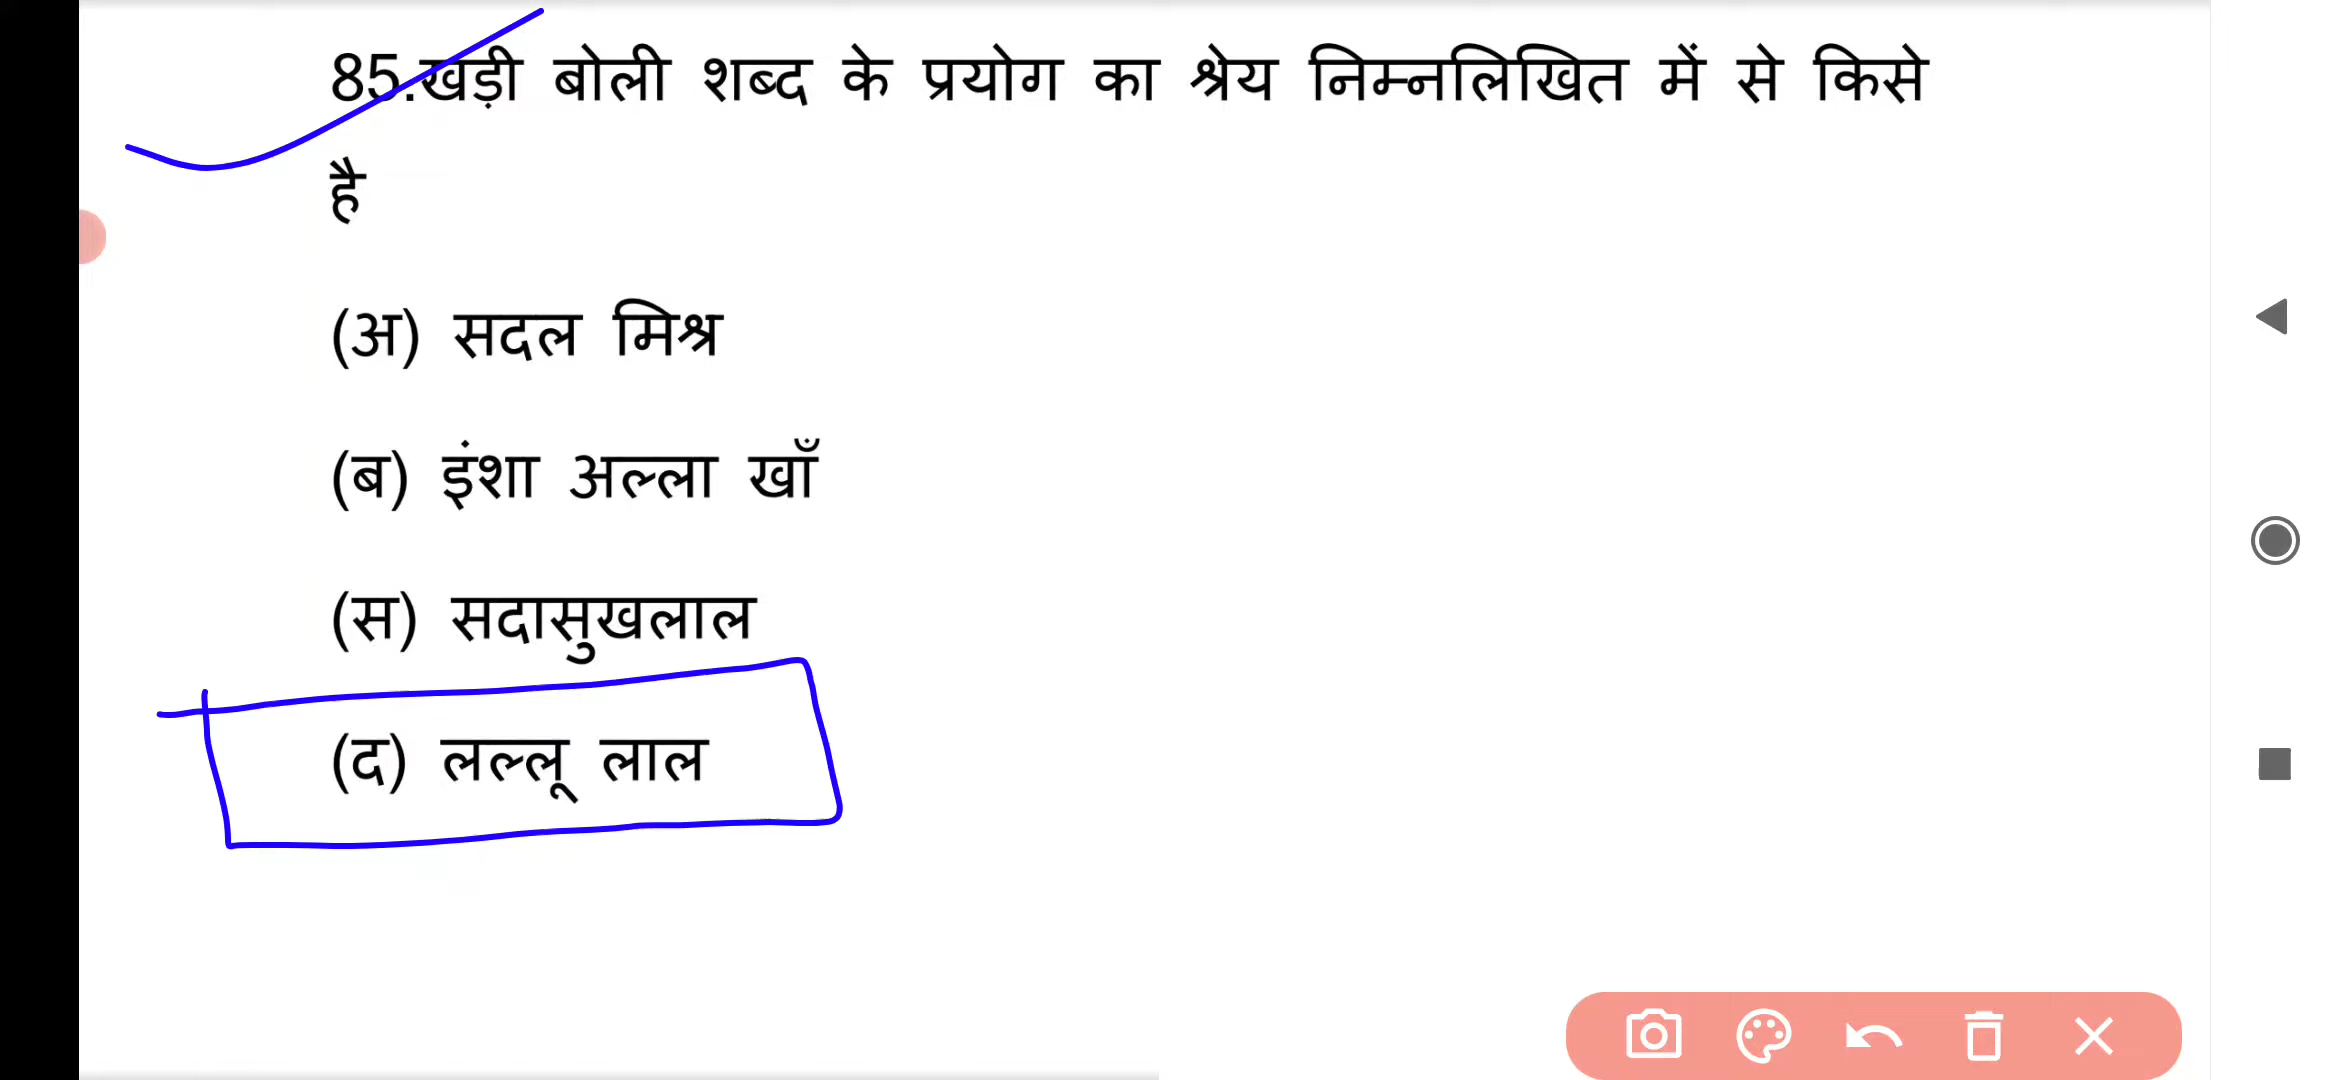 85.खड़ी बोली शब्द के प्रयोग का श्रेय निम्नलिखित में से किसे
है
(अ) सदल मिश्र
(ब) इंशा अल्ला खाँ
(स) सदासुखलाल
(द) लल्लू लाल